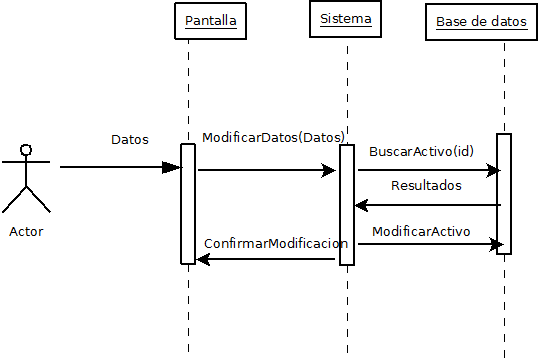 Pantalla
Sistema
Base de datos
Datos
ModificarDatos(Datos)
BuscarActivo(id)
Resultados
Actor
ConfirmarModificacion
ModificarActivo